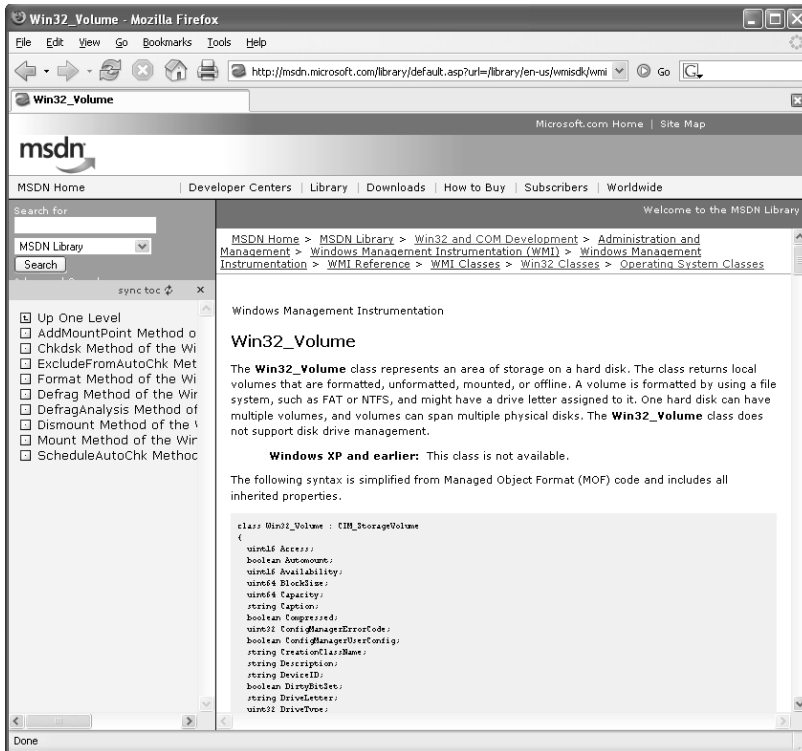 Win32_Volume - Mozilla Firefox
File Edit View Go Bookmarks Tools Help
http://msdn.microsoft.com/library/default.asp?url=/library/en-us/wmisdk/wmi Go
Win32_Volume
Microsoft.com Home | Site Map
msdn
MSDN Home | Developer Centers | Library | Downloads | How to Buy | Subscribers | Worldwide
Welcome to the MSDN Library
Search for
MSDN Library
Search
sync toc
Up One Level
AddMountPoint Method o
Chkdsk Method of the Wi
ExcludeFromAutoChk Met
Format Method of the Wi
Defrag Method of the Wir
DefragAnalysis Method of
Dismount Method of the
Mount Method of the Wir
ScheduleAutoChk Methoc
MSDN Home > MSDN Library > Win32 and COM Development > Administration and
Management > Windows Management Instrumentation (WMI) > Windows Management
Instrumentation > WMI Reference > WMI Classes > Win32 Classes > Operating System Classes
Windows Management Instrumentation
Win32_Volume
The Win32_Volume class represents an area of storage on a hard disk. The class returns local
volumes that are formatted, unformatted, mounted, or offline. A volume is formatted by using a file
system, such as FAT or NTFS, and might have a drive letter assigned to it. One hard disk can have
multiple volumes, and volumes can span multiple physical disks. The Win32_Volume class does
not support disk drive management.
Windows XP and earlier: This class is not available.
The following syntax is simplified from Managed Object Format (MOF) code and includes all
inherited properties.
class Win32_Volume : CIM_StorageVolume
{
uint16 Access;
boolean Automount;
uint16 Availability;
uint64 BlockSize;
uint64 Capacity;
string Caption;
boolean Compressed;
uint32 ConfigManagerErrorCode;
boolean ConfigManagerUserConfig;
string CreationClassName;
string Description;
string DeviceID;
boolean DirtyBitSet;
string DriveLetter;
uint32 DriveType;
Done